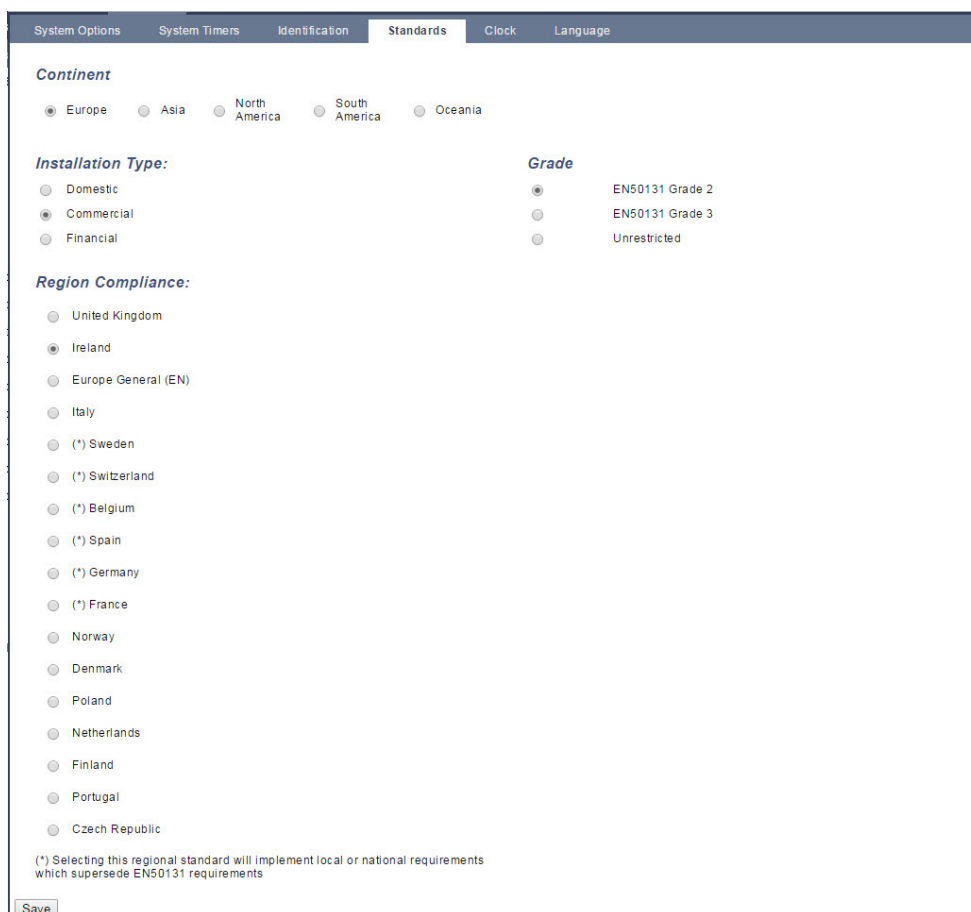 System Options System Timers Identification Standards Clock Language
Continent
Europe Asia North America South America Oceania
Installation Type:
Domestic
Commercial
Financial
Grade
EN50131 Grade 2
EN50131 Grade 3
Unrestricted
Region Compliance:
United Kingdom
Ireland
Europe General (EN)
Italy
(*) Sweden
(*) Switzerland
(*) Belgium
(*) Spain
(*) Germany
(*) France
Norway
Denmark
Poland
Netherlands
Finland
Portugal
Czech Republic
(*) Selecting this regional standard will implement local or national requirements
which supersede EN50131 requirements
Save